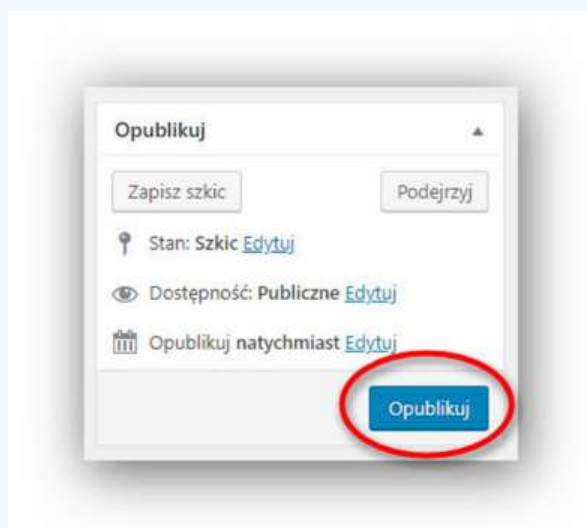 Opublikuj
Zapisz szkic Podejrzyj
Stan: Szkic Edytuj
Dostępność: Publiczne Edytuj
Opublikuj natychmiast Edytuj
Opublikuj